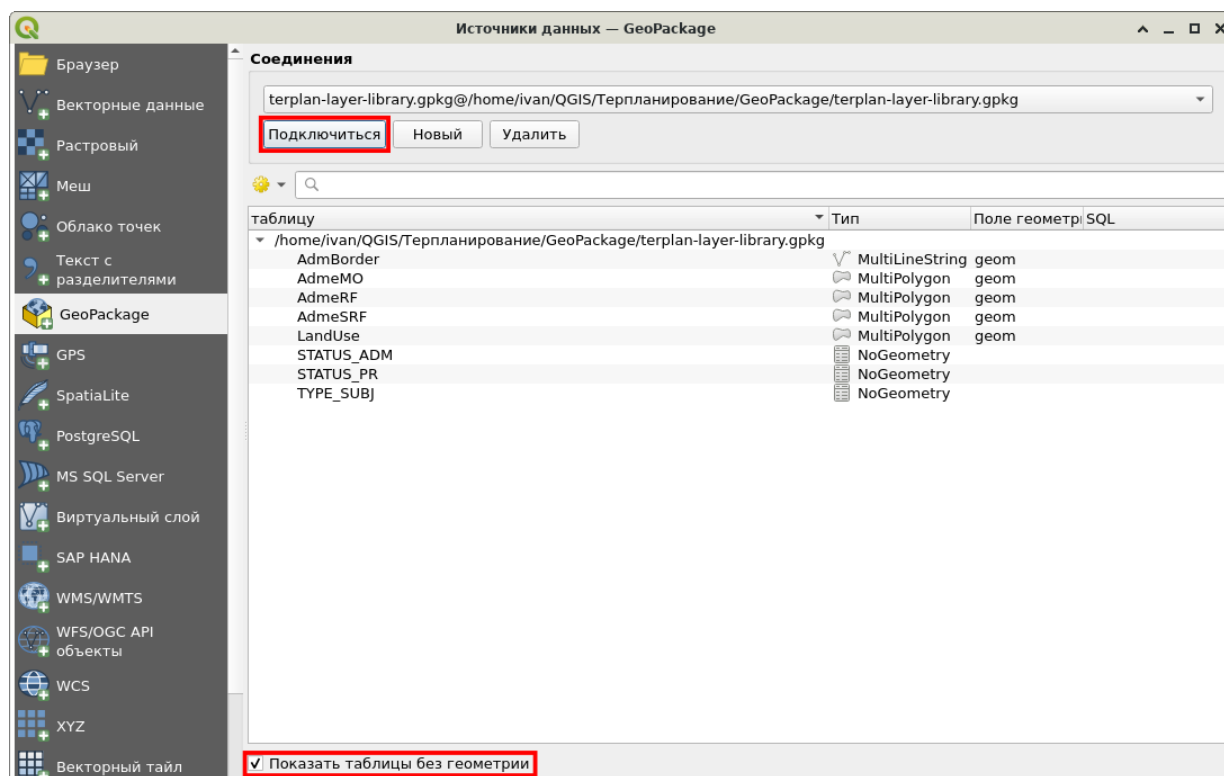 Источники данных — GeoPackage
Браузер
Векторные данные
Растровый
Меш
Облако точек
Текст с
разделителями
GeoPackage
GPS
SpatiaLite
PostgreSQL
MS SQL Server
Виртуальный слой
SAP HANA
WMS/WMTS
WFS/OGC API
объекты
WCS
XYZ
Векторный тайл
Соединения
terplan-layer-library.gpkg@/home/ivan/QGIS/Терпланирование/GeoPackage/terplan-layer-library.gpkg
Подключиться Новый Удалить
таблицу Тип Поле геометрı SQL
/home/ivan/QGIS/Терпланирование/GeoPackage/terplan-layer-library.gpkg
AdmBorder MultiLineString geom
AdmeMO MultiPolygon geom
AdmeRF MultiPolygon geom
AdmeSRF MultiPolygon geom
LandUse MultiPolygon geom
STATUS_ADM NoGeometry
STATUS_PR NoGeometry
TYPE_SUBJ NoGeometry
Показать таблицы без геометрии